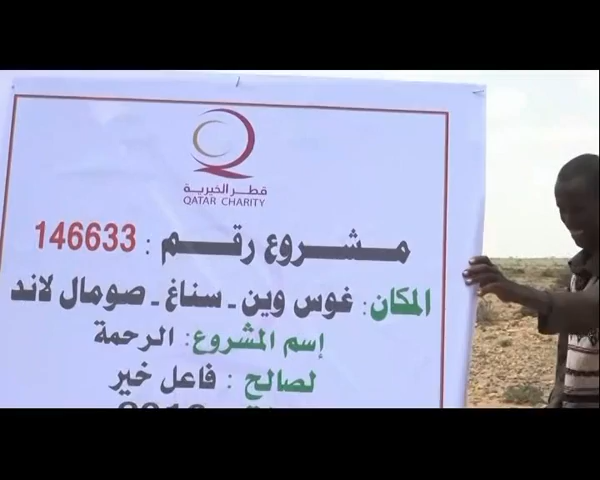 قطر الخيرية
QATAR CHARITY
مشروع رقم : 146633
المكان: غوس وين - سناغ - صومال لاند
إسم المشروع: الرحمة
لصالح : فاعل خير